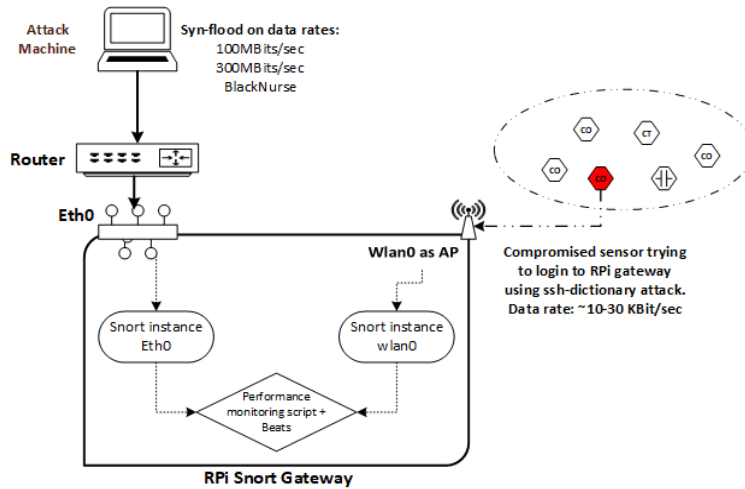 Attack
Machine
Syn-flood on data rates:
100MBits/sec
300MBits/sec
BlackNurse
Router
Eth0
CO
CT
CO
CO
CO
Wlan0 as AP
Compromised sensor trying
to login to RPi gateway
using ssh-dictionary attack.
Data rate: ~10-30 KBit/sec
Snort instance
Eth0
Snort instance
wlan0
Performance
monitoring script +
Beats
RPi Snort Gateway